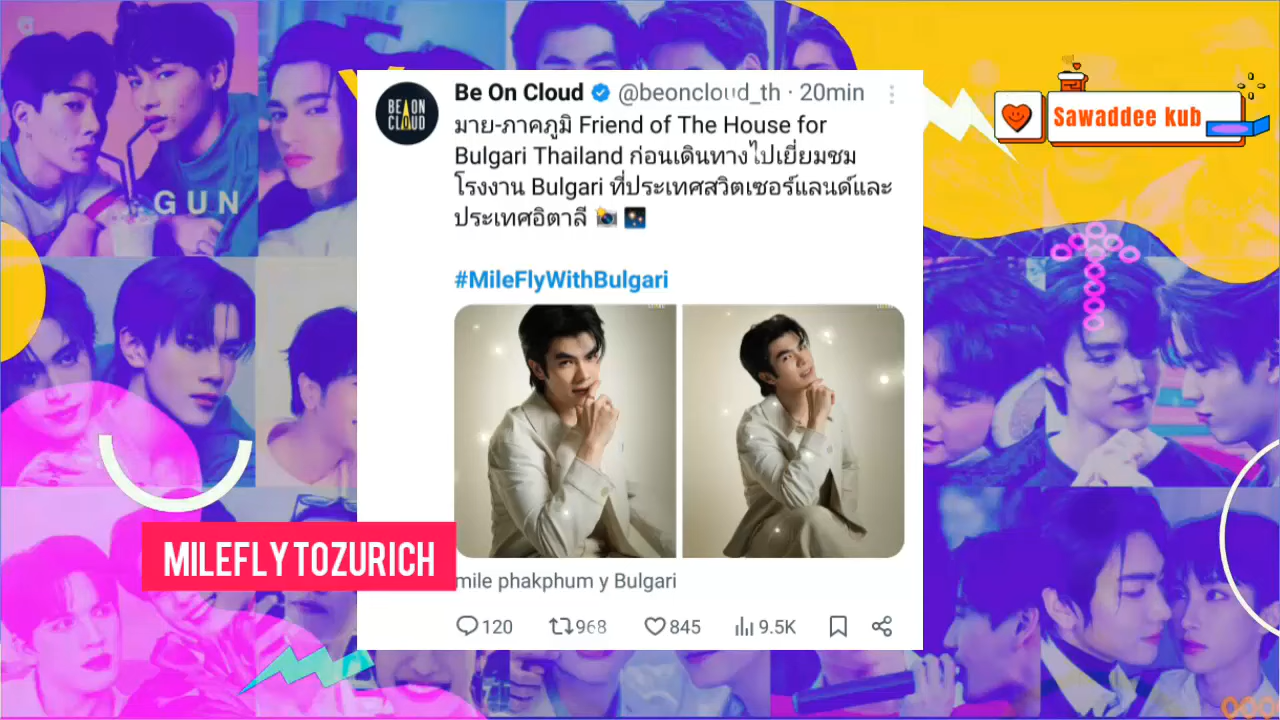 Be On Cloud @beoncloud_th · 20min
มาย-ภาคภูมิ Friend of The House for
Bulgari Thailand ก่อนเดินทางไปเยี่ยมชม
โรงงาน Bulgari ที่ประเทศสวิตเซอร์แลนด์และ
ประเทศอิตาลี 📸 🌌
#MileFlyWithBulgari
mile phakphum y Bulgari
120 968 845 9.5K
BE ON
CLOUD
Sawaddee kub
GUN
MILEFLYTOZURICH